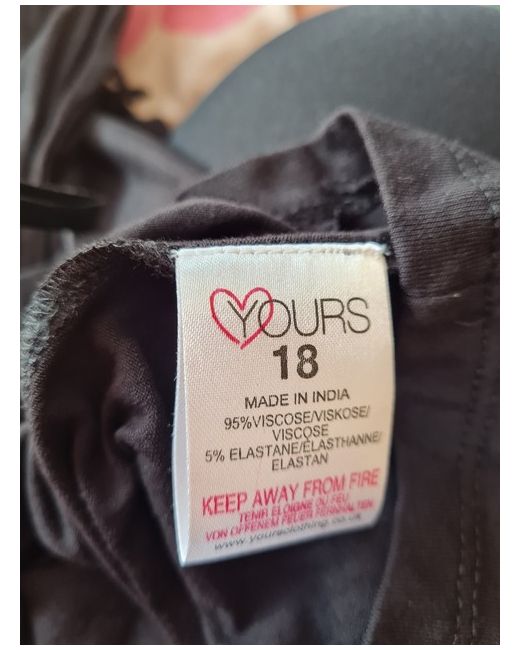 YOURS
18
MADE IN INDIA
95%VISCOSE/VISKOSE/
VISCOSE
5% ELASTANE/ÉLASTHANNE/
ELASTAN
KEEP AWAY FROM FIRE
TENIR ELOIGNE DU FEU
VON OFFENEM FEUER FERNHALTEN
www.yoursclothing.co.uk